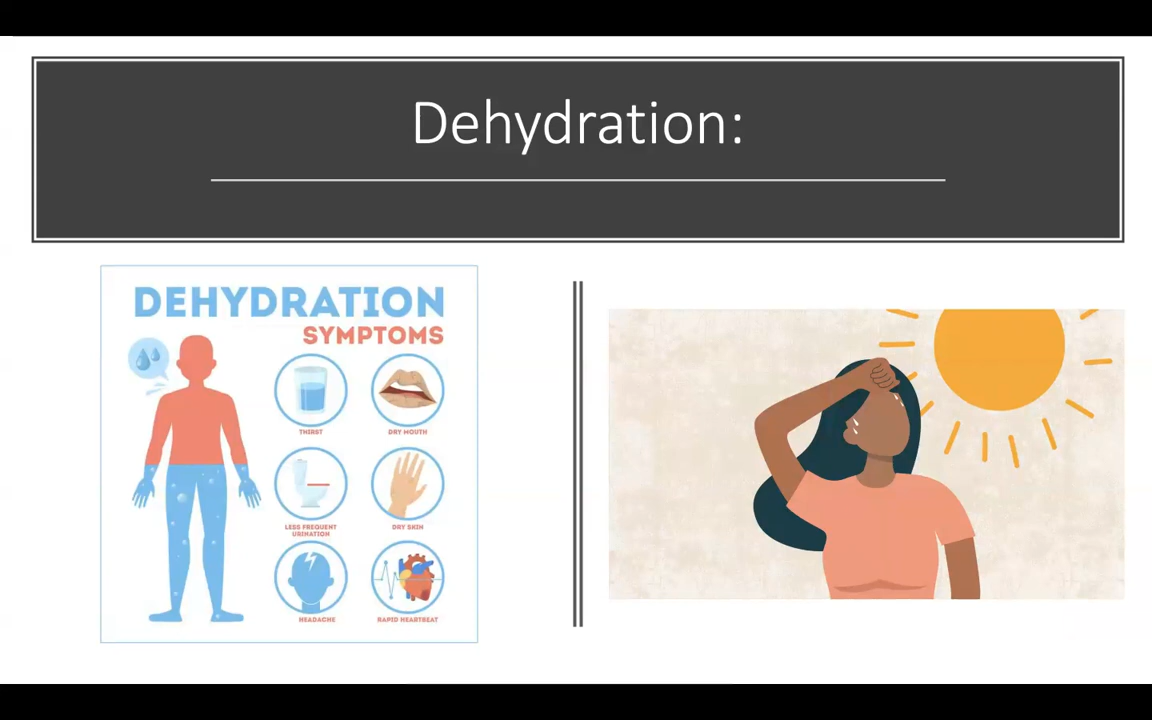 Dehydration:
DEHYDRATION
SYMPTOMS
THIRST
DRY MOUTH
LESS FREQUENT
URINATION
DRY SKIN
HEADACHE
RAPID HEARTBEAT